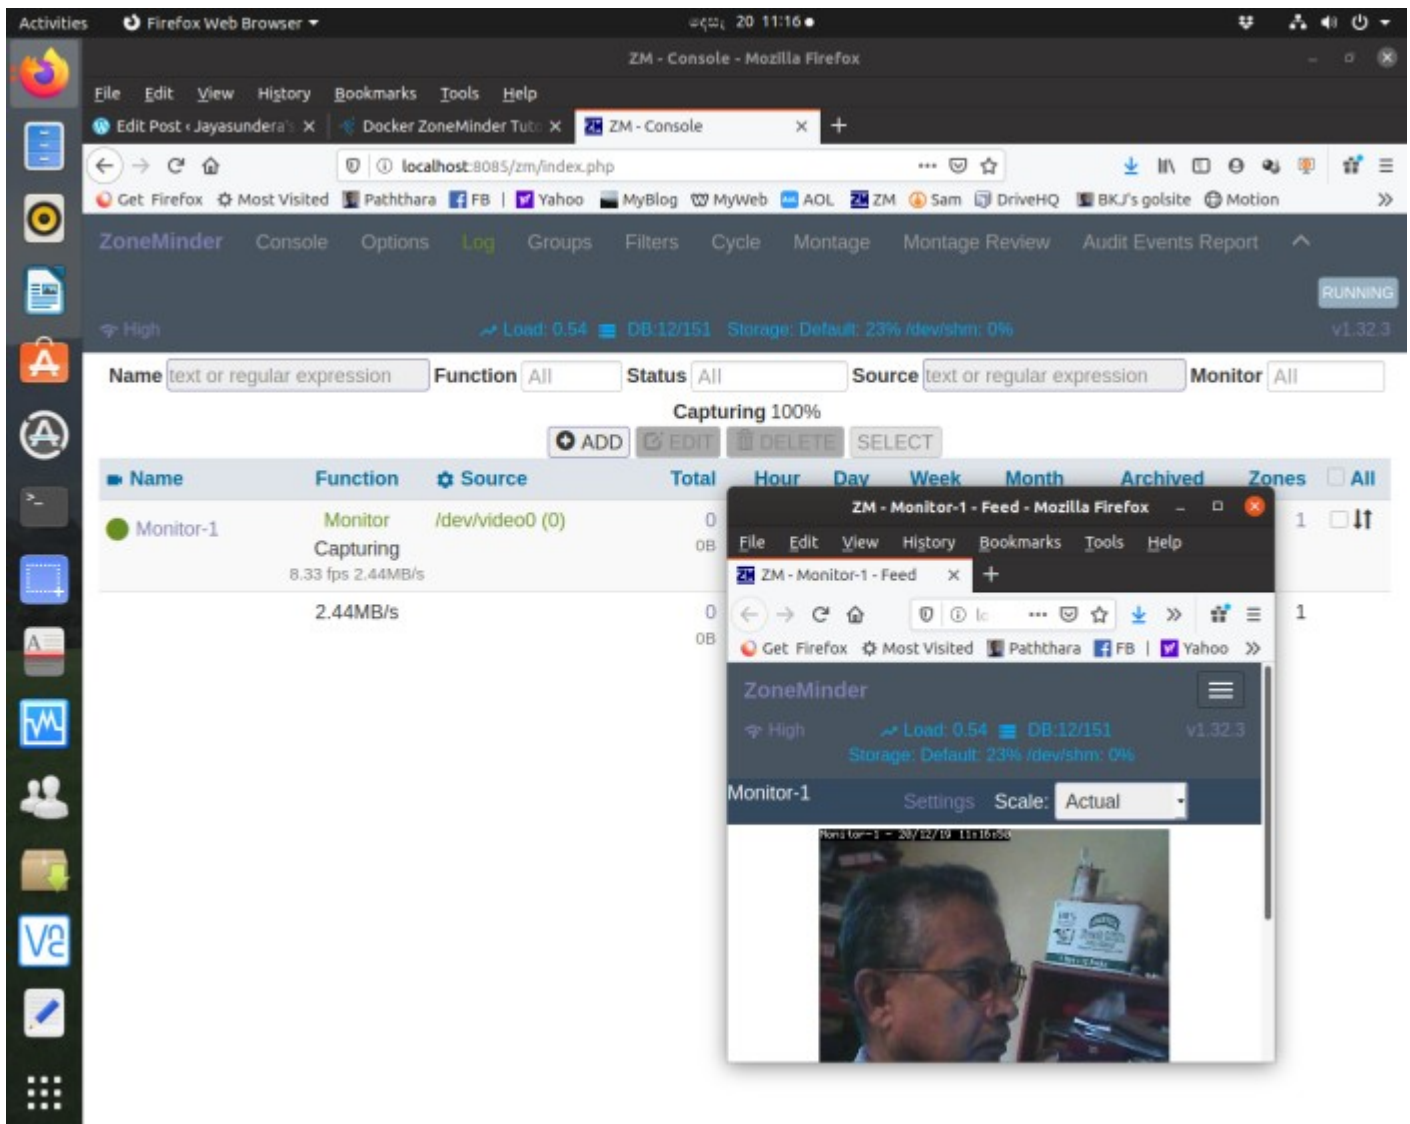 Activities Firefox Web Browser දෙසැ 20 11:16
ZM - Console - Mozilla Firefox
File Edit View History Bookmarks Tools Help
Edit Post ‹ Jayasundera's Docker ZoneMinder Tuto ZM - Console
localhost:8085/zm/index.php
Get Firefox Most Visited Paththara FB | Yahoo MyBlog MyWeb AOL ZM Sam DriveHQ BKJ's golsite Motion
ZoneMinder Console Options Log Groups Filters Cycle Montage Montage Review Audit Events Report
RUNNING
High Load: 0.54 DB:12/151 Storage: Default: 23% /dev/shm: 0% v1.32.3
Name text or regular expression Function All Status All Source text or regular expression Monitor All
Capturing 100%
ADD EDIT DELETE SELECT
Name Function Source Total Hour Day Week Month Archived Zones All
Monitor-1 Monitor /dev/video0 (0) 0 1
Capturing 0B
8.33 fps 2.44MB/s
2.44MB/s 0 1
0B
ZM - Monitor-1 - Feed - Mozilla Firefox
File Edit View History Bookmarks Tools Help
ZM - Monitor-1 - Feed
Get Firefox Most Visited Paththara FB | Yahoo
ZoneMinder
High Load: 0.54 DB:12/151 v1.32.3
Storage: Default: 23% /dev/shm: 0%
Monitor-1 Settings Scale: Actual
Monitor-1 - 20/12/19 11:16:50